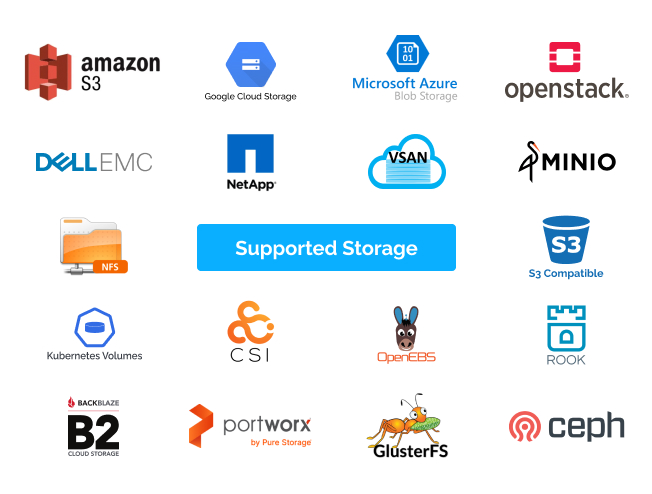 amazon
S3
Google Cloud Storage
10
01
Microsoft Azure
Blob Storage
openstack®
DELLEMC
NetApp®
VSAN
MINIO
NFS
Supported Storage
S3
S3 Compatible
Kubernetes Volumes
CSI
OpenEBS
ROOK
BACKBLAZE
B2
CLOUD STORAGE
portworx
by Pure Storage
GlusterFS
ceph